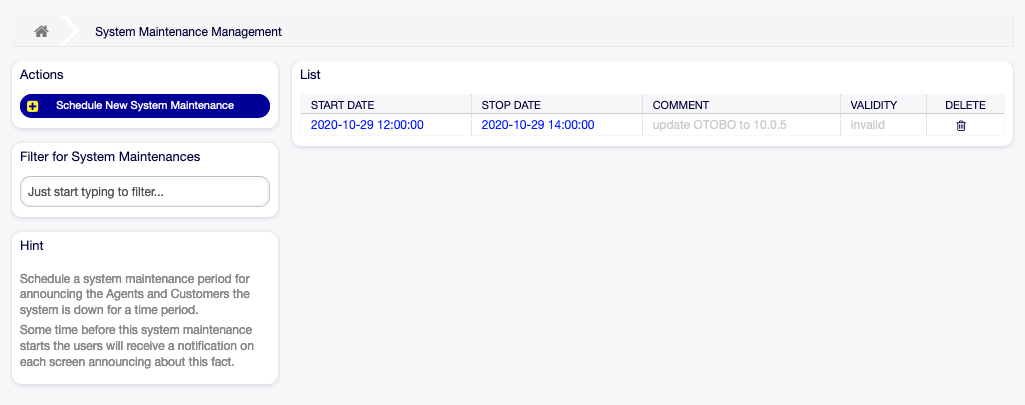 System Maintenance Management
Actions
Schedule New System Maintenance
Filter for System Maintenances
Just start typing to filter...
Hint
Schedule a system maintenance period for
announcing the Agents and Customers the
system is down for a time period.
Some time before this system maintenance
starts the users will receive a notification on
each screen announcing about this fact.
List
START DATE STOP DATE COMMENT VALIDITY DELETE
2020-10-29 12:00:00 2020-10-29 14:00:00 update OTOBO to 10.0.5 invalid